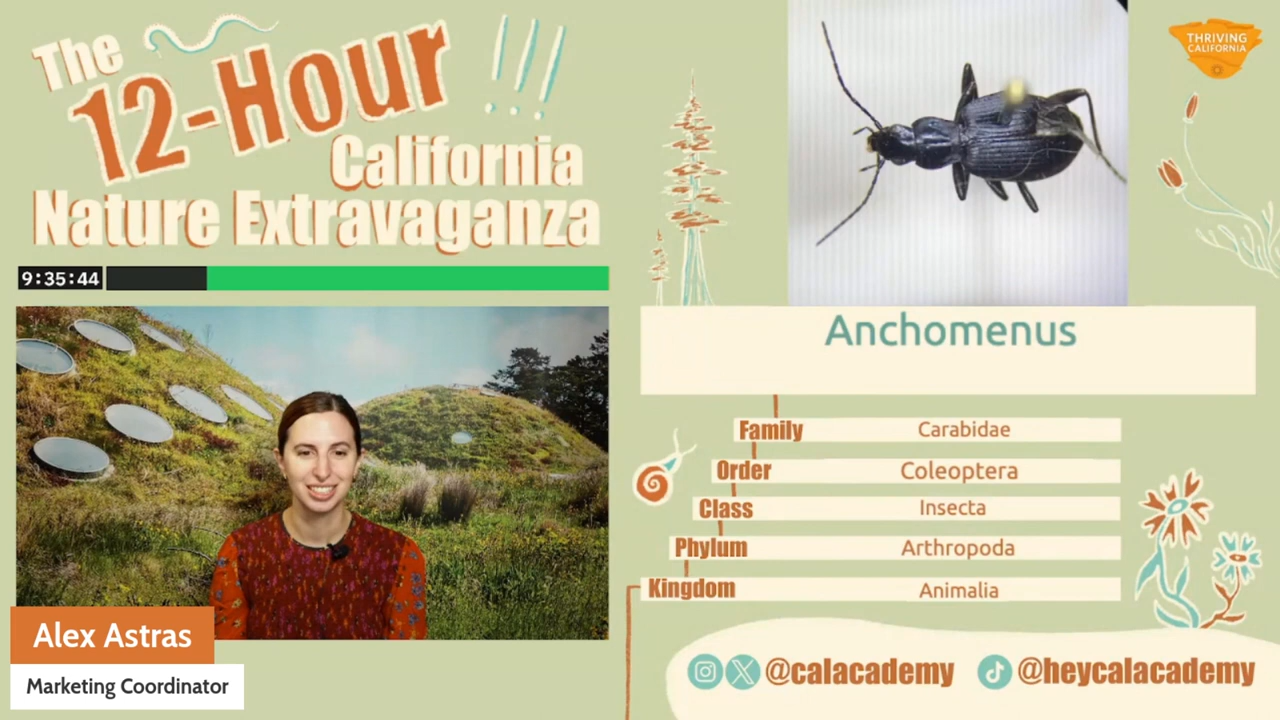 The
12-Hour
!!!
California
Nature Extravaganza
THRIVING
CALIFORNIA
9:35:44
Anchomenus
Family Carabidae
Order Coleoptera
Class Insecta
Phylum Arthropoda
Kingdom Animalia
Alex Astras
Marketing Coordinator
@calacademy @heycalacademy